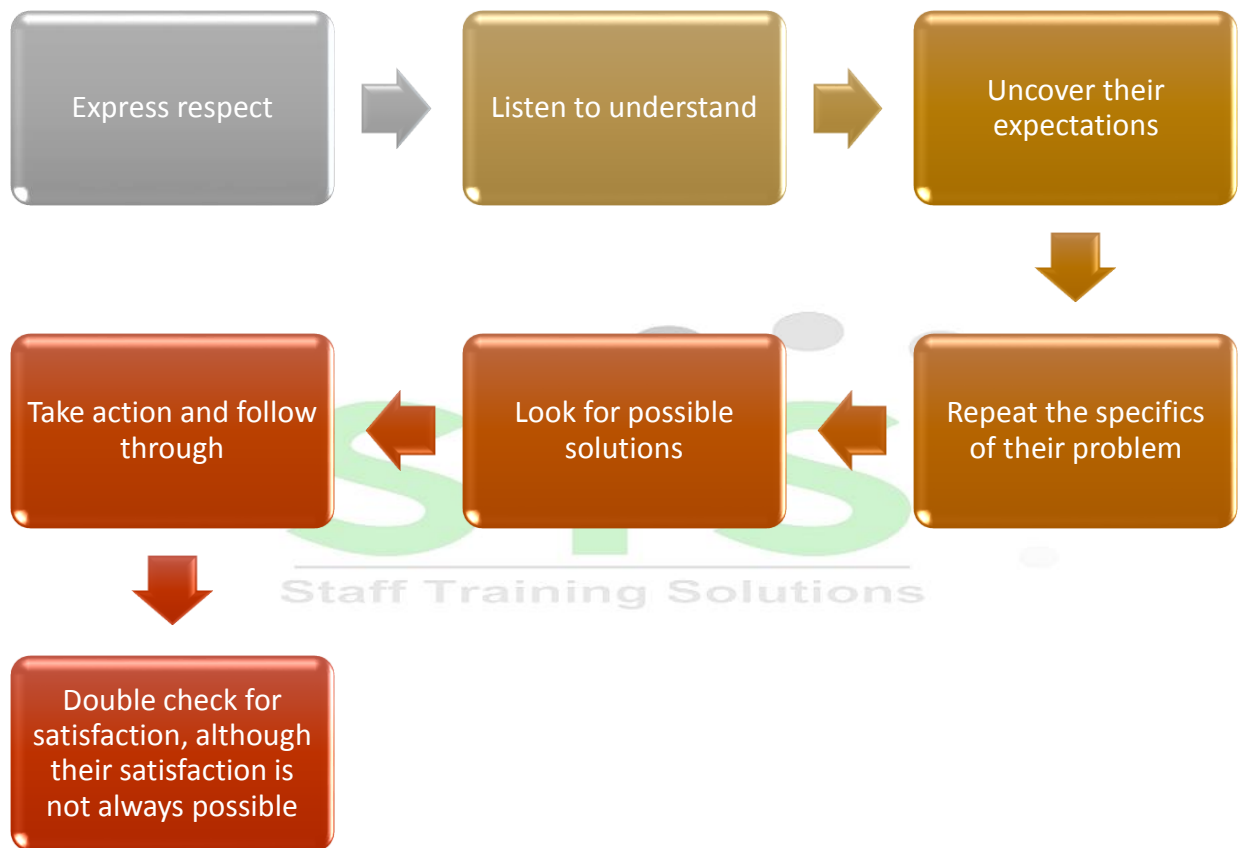 Express respect
Listen to understand
Uncover their
expectations
Repeat the specifics
of their problem
Look for possible
solutions
Take action and follow
through
Double check for
satisfaction, although
their satisfaction is
not always possible
STS
Staff Training Solutions